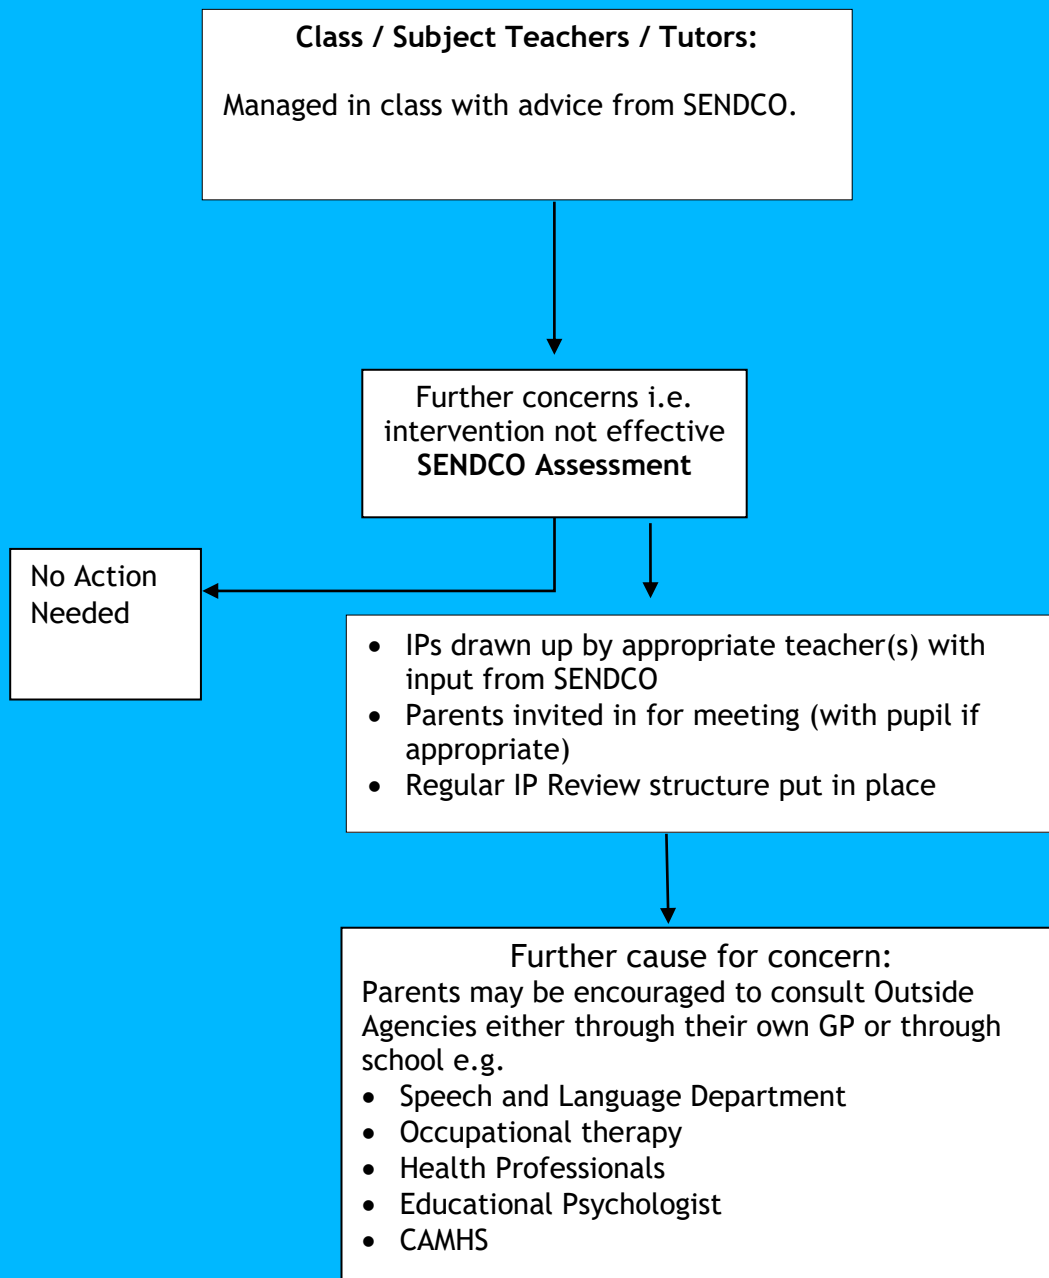 Class / Subject Teachers / Tutors:
Managed in class with advice from SENDCO.
Further concerns i.e.
intervention not effective
SENDCO Assessment
No Action
Needed
• IPs drawn up by appropriate teacher(s) with
input from SENDCO
• Parents invited in for meeting (with pupil if
appropriate)
• Regular IP Review structure put in place
Further cause for concern:
Parents may be encouraged to consult Outside
Agencies either through their own GP or through
school e.g.
• Speech and Language Department
• Occupational therapy
• Health Professionals
• Educational Psychologist
• CAMHS